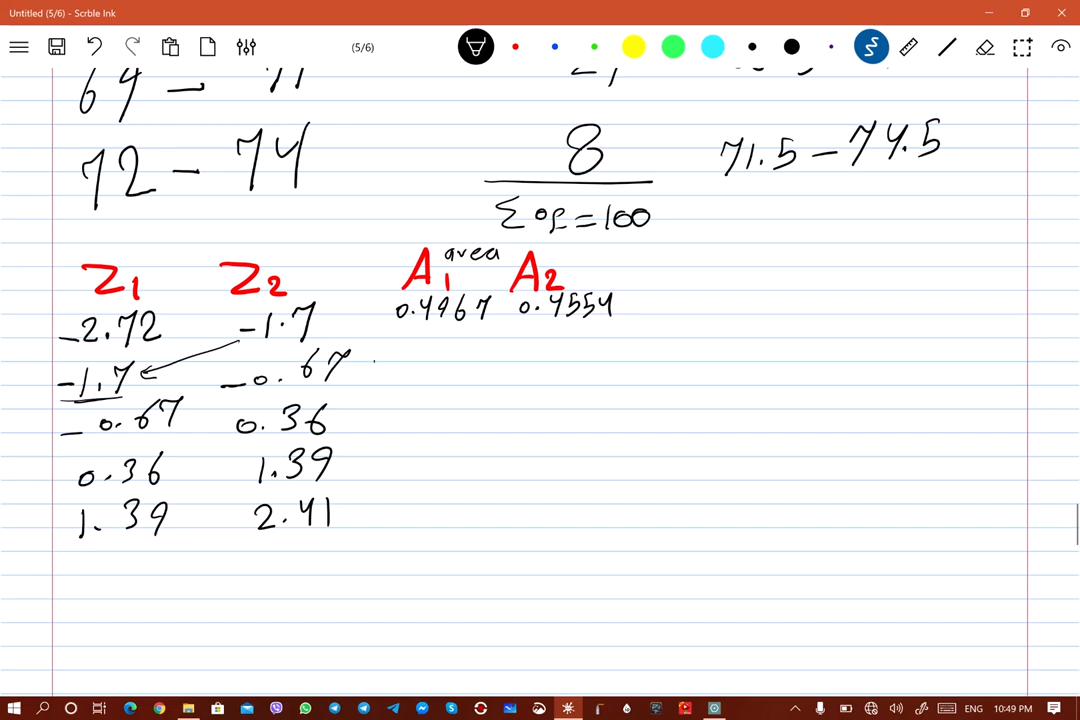 Untitled (5/6) - Scrble Ink
(5/6)
64 - 71
72 - 74 8 71.5 - 74.5
Σof = 100
Z1 Z2 A1 area A2
-2.72 -1.7 0.4967 0.4554
-1.7 -0.67
-0.67 0.36
0.36 1.39
1.39 2.41
ENG 10:49 PM